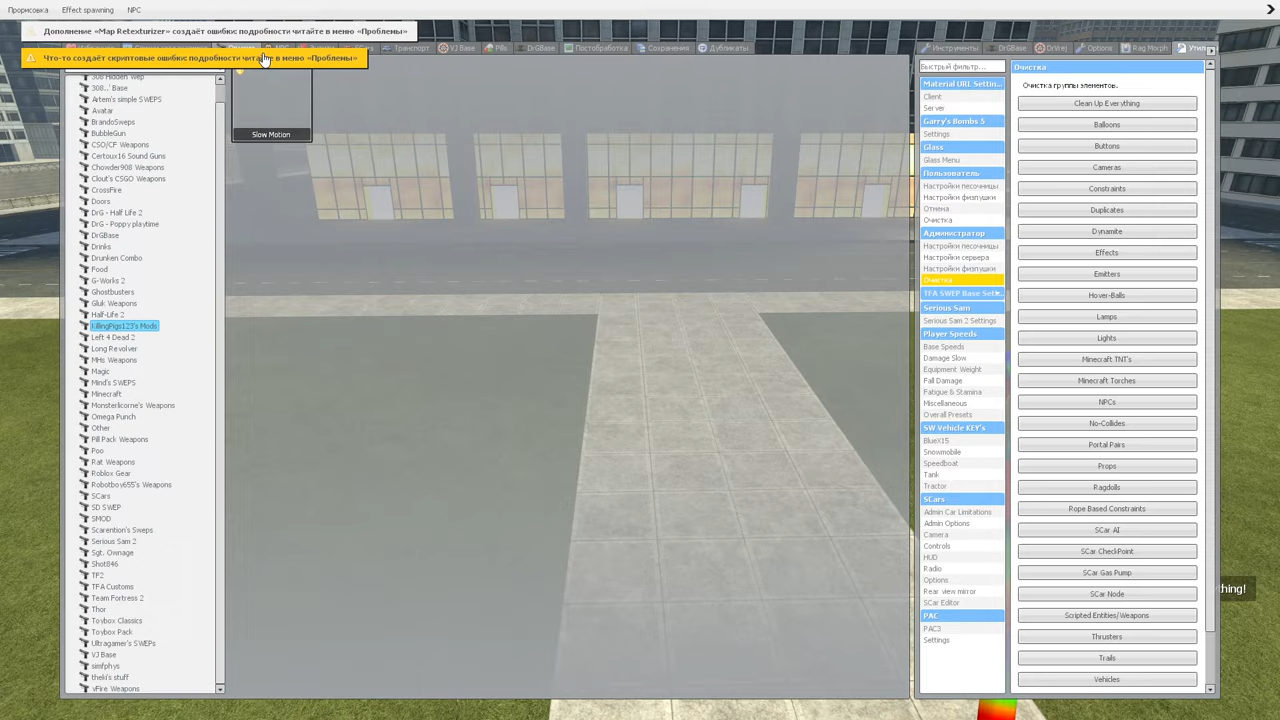 Прорисовка
Effect spawning
NPC
Дополнение «Map Retexturizer» создаёт ошибки: подробности читайте в меню «Проблемы»
Что-то создаёт скриптовые ошибки: подробности читайте в меню «Проблемы»
Транспорт
VJ Base
Pills
DrGBase
Постобработка
Сохранения
Дубликаты
308 Hidden Wep
308..' Base
Artem's simple SWEPS
Avatar
BrandoSweps
BubbleGun
CSO/CF Weapons
Certoux16 Sound Guns
Chowder908 Weapons
Clout's CSGO Weapons
CrossFire
Doors
DrG - Half Life 2
DrG - Poppy playtime
DrGBase
Drinks
Drunken Combo
Food
G-Works 2
Ghostbusters
Gluk Weapons
Half-Life 2
KillingPigs123's Mods
Left 4 Dead 2
Long Revolver
MHs Weapons
Magic
Mind's SWEPS
Minecraft
Monsterlicorne's Weapons
Omega Punch
Other
Pill Pack Weapons
Poo
Rat Weapons
Roblox Gear
Robotboy655's Weapons
SCars
SD SWEP
SMOD
Scarention's Sweps
Serious Sam 2
Sgt. Ownage
Shot846
TF2
TFA Customs
Team Fortress 2
Thor
Toybox Classics
Toybox Pack
Ultragamer's SWEPs
VJ Base
simfphys
theki's stuff
vFire Weapons
Slow Motion
Инструменты
DrGBase
DrVrej
Options
Rag Morph
Утили
Быстрый фильтр...
Material URL Settin...
Client
Server
Garry's Bombs 5
Settings
Glass
Glass Menu
Пользователь
Настройки песочницы
Настройки физпушки
Отмена
Очистка
Администратор
Настройки песочницы
Настройки сервера
Настройки физпушки
Очистка
TFA SWEP Base Sett...
Serious Sam
Serious Sam 2 Settings
Player Speeds
Base Speeds
Damage Slow
Equipment Weight
Fall Damage
Fatigue & Stamina
Miscellaneous
Overall Presets
SW Vehicle KEY's
BlueX15
Snowmobile
Speedboat
Tank
Tractor
SCars
Admin Car Limitations
Admin Options
Camera
Controls
HUD
Radio
Options
Rear view mirror
SCar Editor
PAC
PAC3
Settings
Очистка
Очистка группы элементов.
Clean Up Everything
Balloons
Buttons
Cameras
Constraints
Duplicates
Dynamite
Effects
Emitters
Hover-Balls
Lamps
Lights
Minecraft TNT's
Minecraft Torches
NPCs
No-Collides
Portal Pairs
Props
Ragdolls
Rope Based Constraints
SCar AI
SCar CheckPoint
SCar Gas Pump
SCar Node
Scripted Entities/Weapons
Thrusters
Trails
Vehicles
thing!